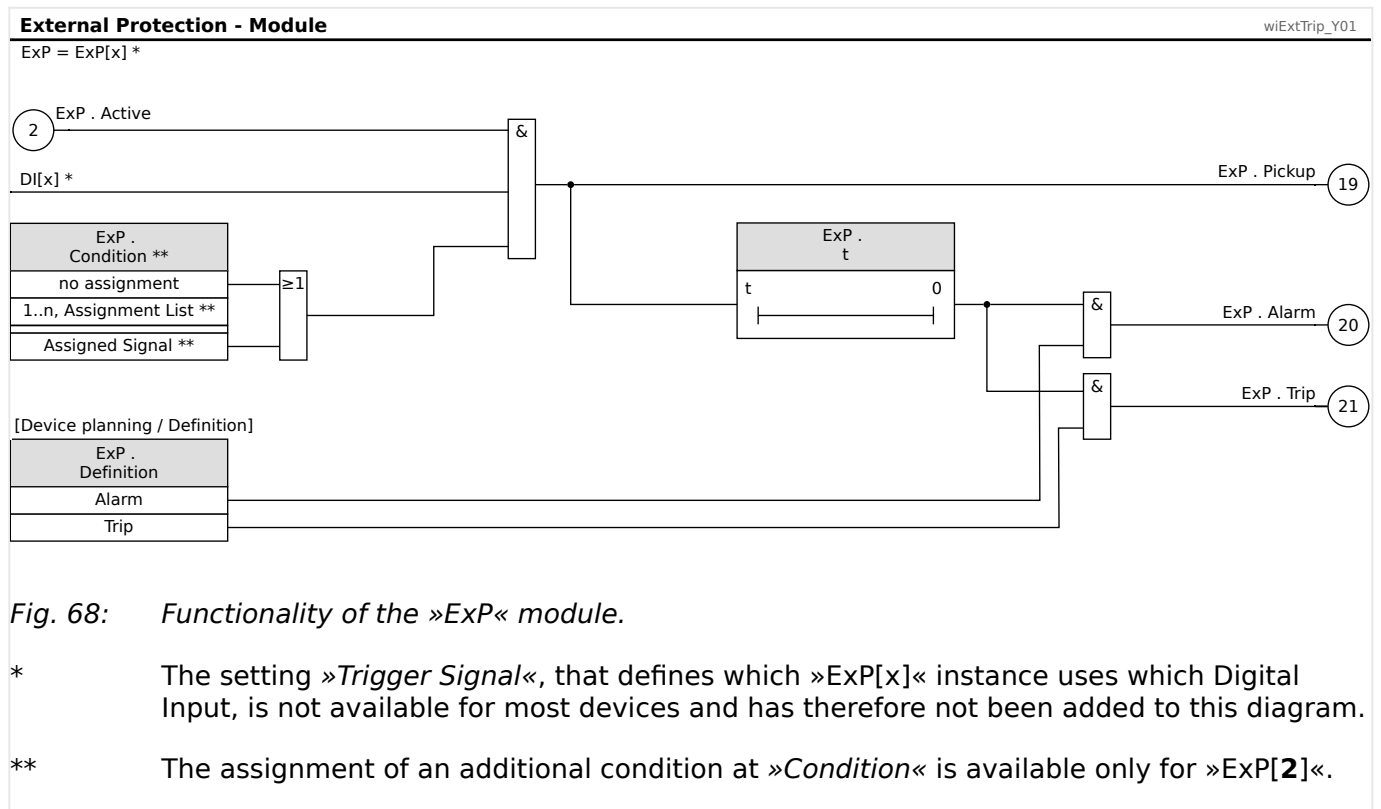 External Protection - Module
wiExtTrip_Y01
ExP = ExP[x] *
2
ExP . Active
&
DI[x] *
ExP . Pickup
19
ExP .
Condition **
no assignment
1..n, Assignment List **
Assigned Signal **
≥1
ExP .
t
t
0
&
ExP . Alarm
20
&
ExP . Trip
21
[Device planning / Definition]
ExP .
Definition
Alarm
Trip
Fig. 68: Functionality of the »ExP« module.
* The setting »Trigger Signal«, that defines which »ExP[x]« instance uses which Digital
Input, is not available for most devices and has therefore not been added to this diagram.
** The assignment of an additional condition at »Condition« is available only for »ExP[2]«.